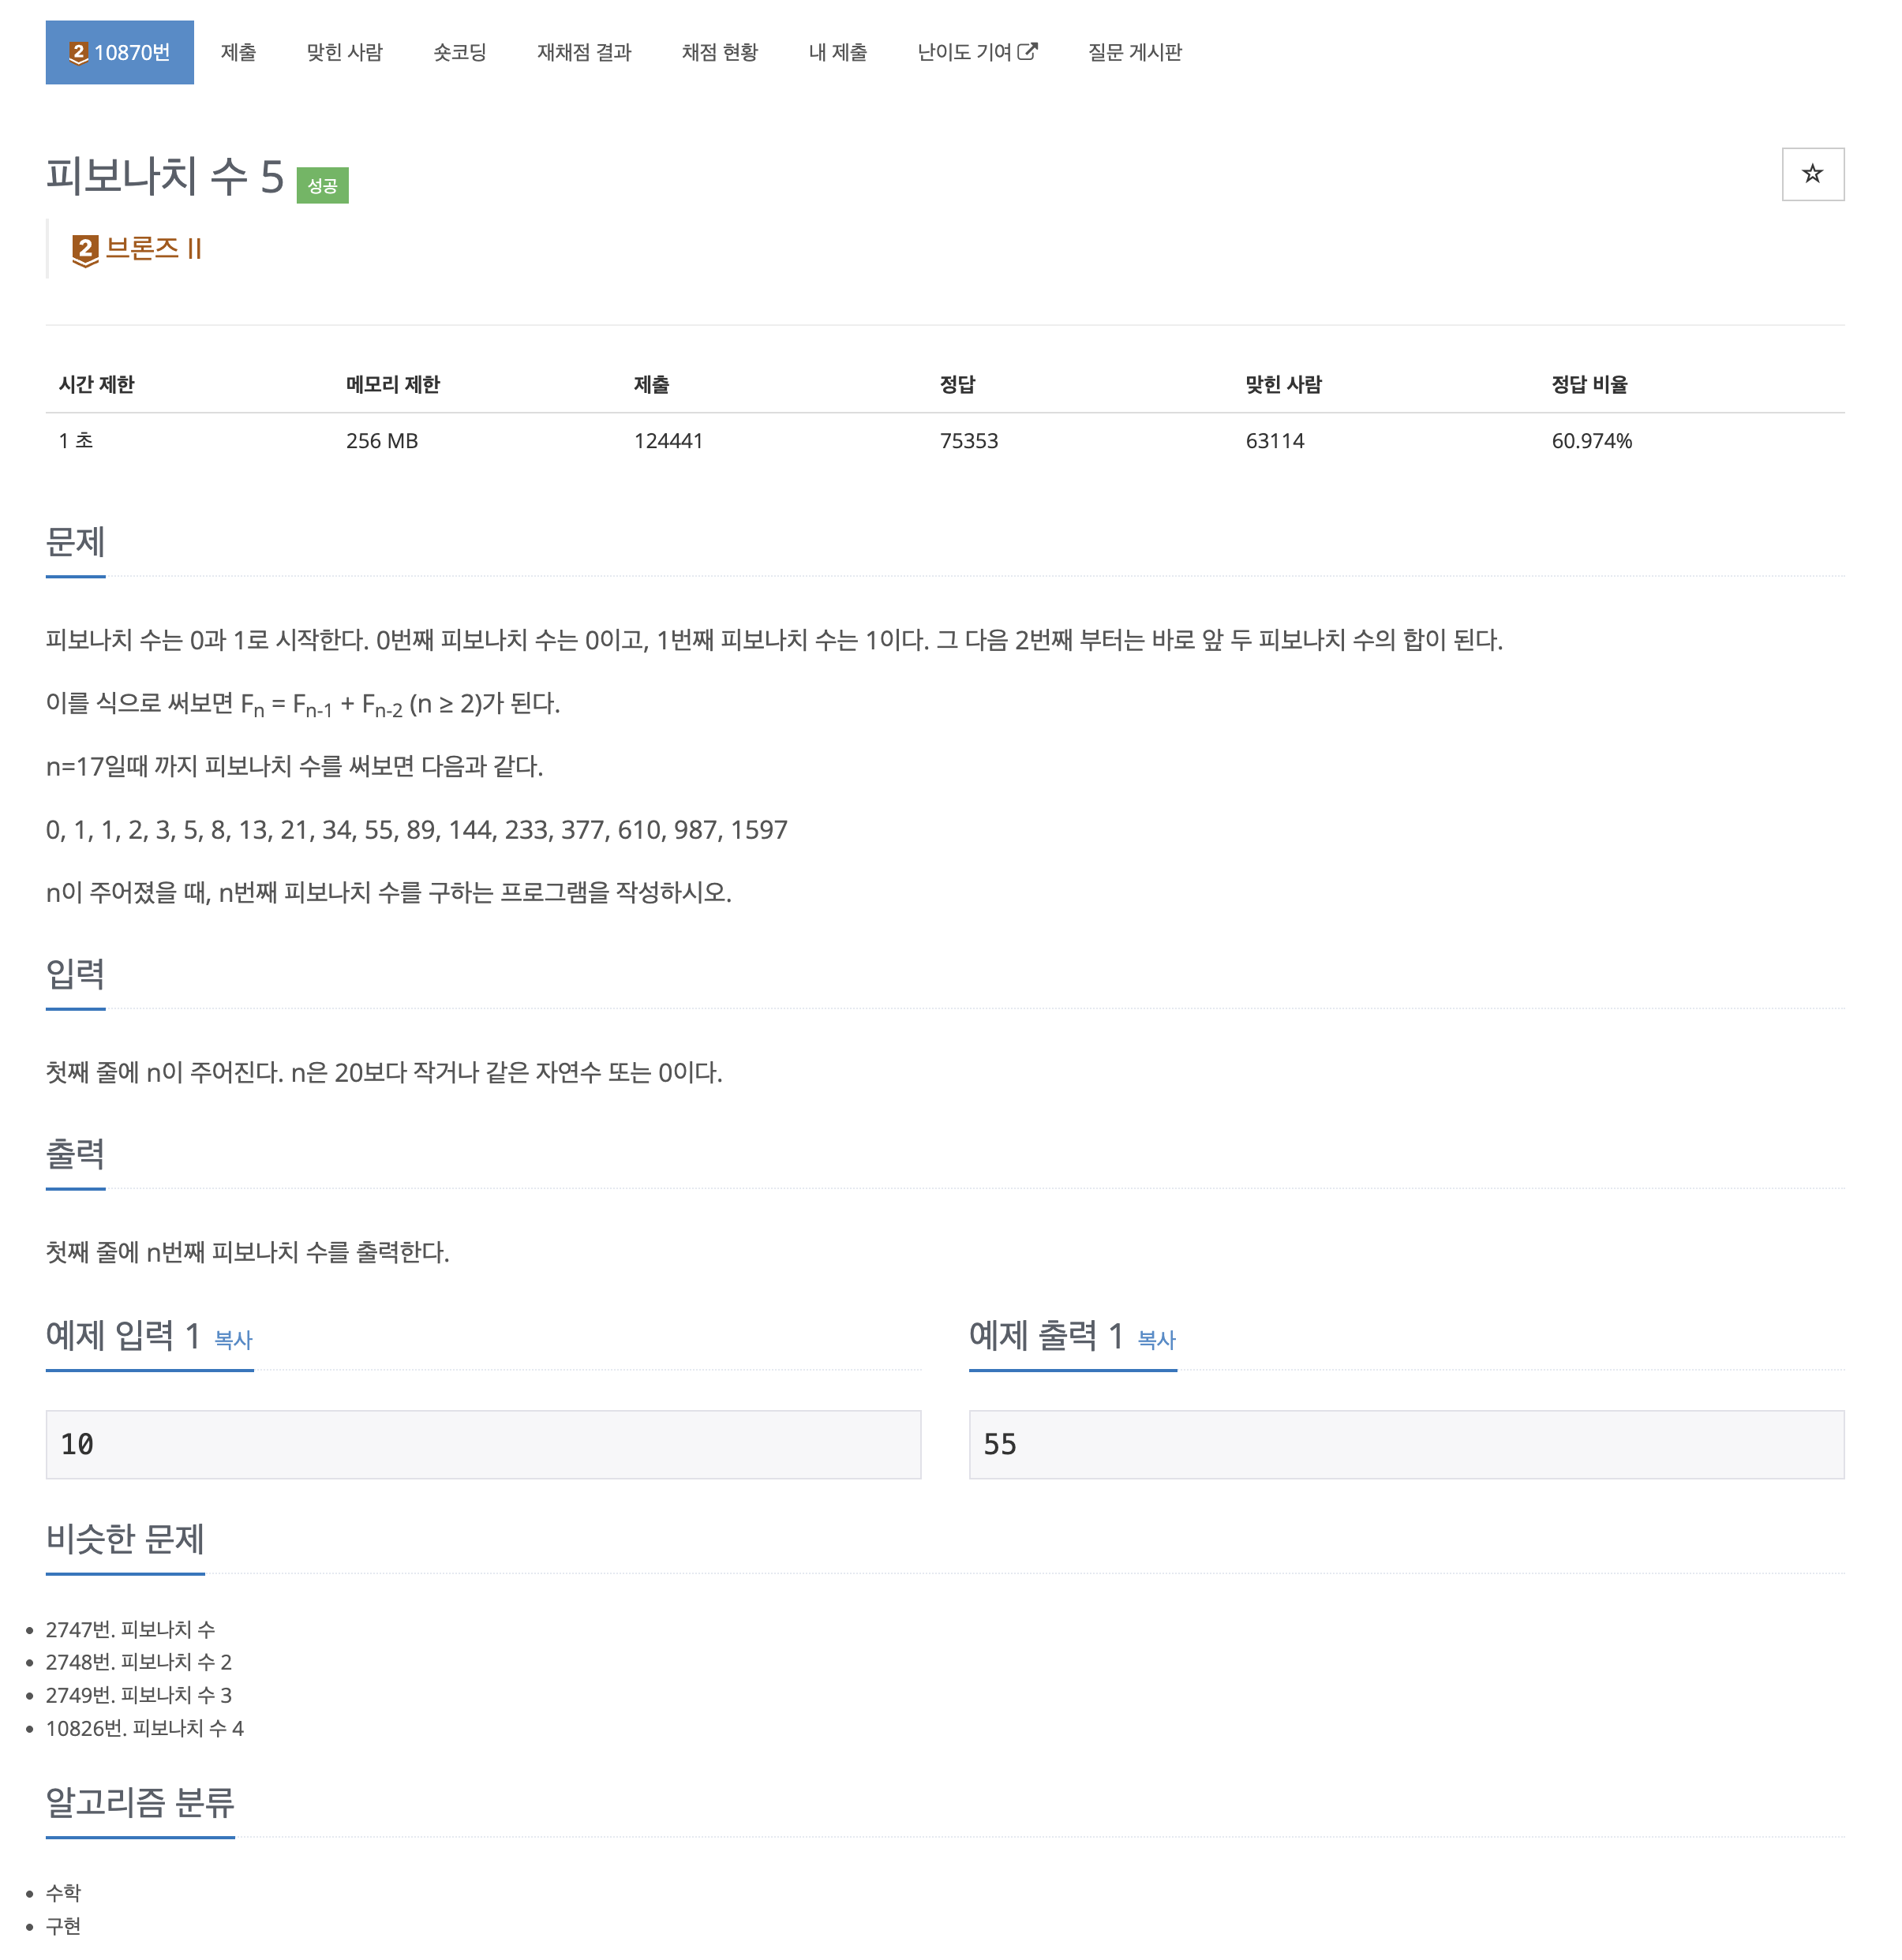 2 10870번 제출 맞힌 사람 숏코딩 재채점 결과 채점 현황 내 제출 난이도 기여 질문 게시판
피보나치 수 5 성공
2 브론즈 II
시간 제한 메모리 제한 제출 정답 맞힌 사람 정답 비율
1 초 256 MB 124441 75353 63114 60.974%
문제
피보나치 수는 0과 1로 시작한다. 0번째 피보나치 수는 0이고, 1번째 피보나치 수는 1이다. 그 다음 2번째 부터는 바로 앞 두 피보나치 수의 합이 된다.
이를 식으로 써보면 Fn = Fn-1 + Fn-2 (n ≥ 2)가 된다.
n=17일때 까지 피보나치 수를 써보면 다음과 같다.
0, 1, 1, 2, 3, 5, 8, 13, 21, 34, 55, 89, 144, 233, 377, 610, 987, 1597
n이 주어졌을 때, n번째 피보나치 수를 구하는 프로그램을 작성하시오.
입력
첫째 줄에 n이 주어진다. n은 20보다 작거나 같은 자연수 또는 0이다.
출력
첫째 줄에 n번째 피보나치 수를 출력한다.
예제 입력 1 복사
10
예제 출력 1 복사
55
비슷한 문제
2747번. 피보나치 수
2748번. 피보나치 수 2
2749번. 피보나치 수 3
10826번. 피보나치 수 4
알고리즘 분류
수학
구현